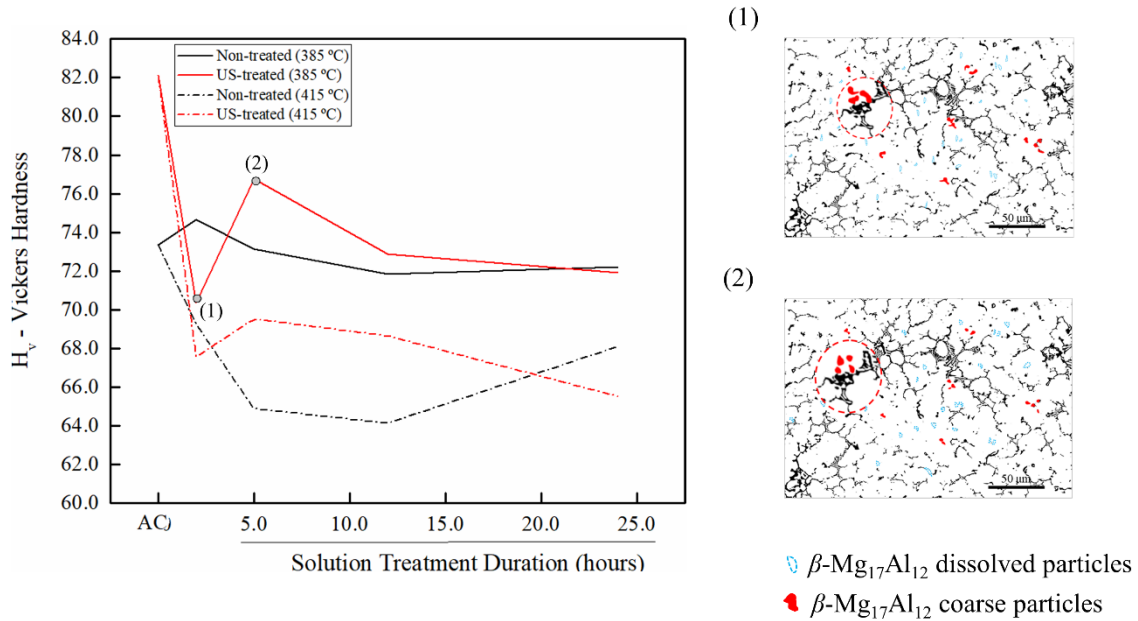 (1)
84.0
Non-treated (385 ºC)
US-treated (385 ºC)
Non-treated (415 ºC)
US-treated (415 ºC)
82.0
80.0
78.0
76.0
74.0
72.0
70.0
68.0
66.0
64.0
62.0
60.0
Hv - Vickers Hardness
(2)
(1)
AC
5.0
10.0
15.0
20.0
25.0
Solution Treatment Duration (hours)
50 µm
(2)
50 µm
β-Mg₁₇Al₁₂ dissolved particles
β-Mg₁₇Al₁₂ coarse particles